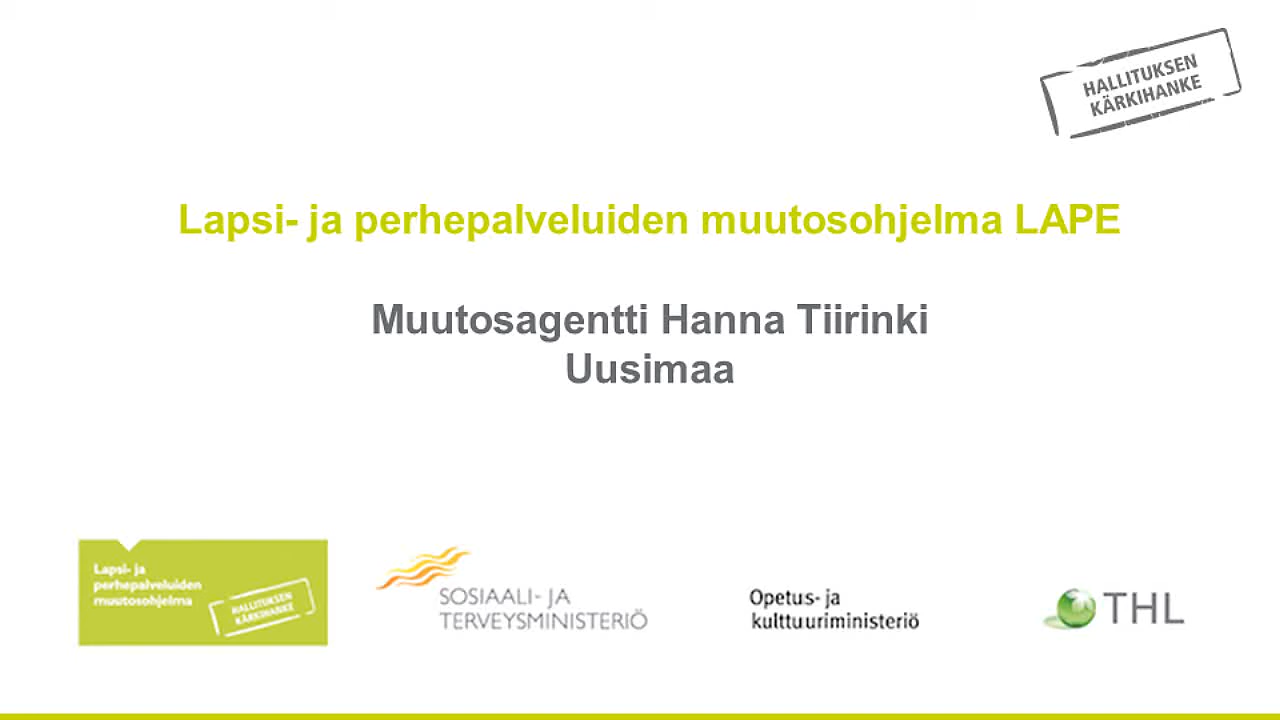 HALLITUKSEN
KÄRKIHANKE
Lapsi- ja perhepalveluiden muutosohjelma LAPE
Muutosagentti Hanna Tiirinki
Uusimaa
Lapsi- ja
perhepalveluiden
muutosohjelma
HALLITUKSEN
KÄRKIHANKE
SOSIAALI- JA
TERVEYSMINISTERIÖ
Opetus- ja
kulttuuriministeriö
THL